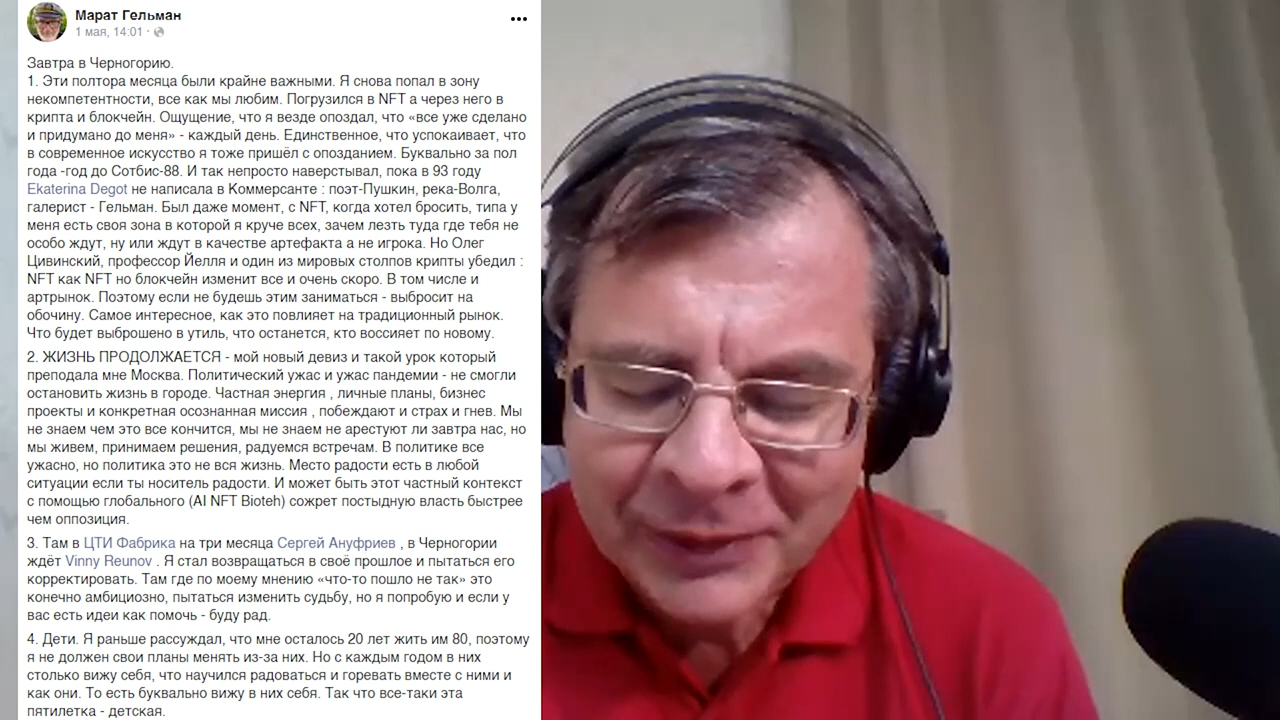 Марат Гельман
1 мая, 14:01
Завтра в Черногорию.
1. Эти полтора месяца были крайне важными. Я снова попал в зону
некомпетентности, все как мы любим. Погрузился в NFT а через него в
крипта и блокчейн. Ощущение, что я везде опоздал, что «все уже сделано
и придумано до меня» - каждый день. Единственное, что успокаивает, что
в современное искусство я тоже пришёл с опозданием. Буквально за пол
года -год до Сотбис-88. И так непросто наверстывал, пока в 93 году
Ekaterina Degot не написала в Коммерсанте : поэт-Пушкин, река-Волга,
галерист - Гельман. Был даже момент, с NFT, когда хотел бросить, типа у
меня есть своя зона в которой я круче всех, зачем лезть туда где тебя не
особо ждут, ну или ждут в качестве артефакта а не игрока. Но Олег
Цивинский, профессор Йелля и один из мировых столпов крипты убедил :
NFT как NFT но блокчейн изменит все и очень скоро. В том числе и
артрынок. Поэтому если не будешь этим заниматься - выбросит на
обочину. Самое интересное, как это повлияет на традиционный рынок.
Что будет выброшено в утиль, что останется, кто воссияет по новому.
2. ЖИЗНЬ ПРОДОЛЖАЕТСЯ - мой новый девиз и такой урок который
преподала мне Москва. Политический ужас и ужас пандемии - не смогли
остановить жизнь в городе. Частная энергия , личные планы, бизнес
проекты и конкретная осознанная миссия , побеждают и страх и гнев. Мы
не знаем чем это все кончится, мы не знаем не арестуют ли завтра нас, но
мы живем, принимаем решения, радуемся встречам. В политике все
ужасно, но политика это не вся жизнь. Место радости есть в любой
ситуации если ты носитель радости. И может быть этот частный контекст
с помощью глобального (AI NFT Bioteh) сожрет постыдную власть быстрее
чем оппозиция.
3. Там в ЦТИ Фабрика на три месяца Сергей Ануфриев , в Черногории
ждёт Vinny Reunov . Я стал возвращаться в своё прошлое и пытаться его
корректировать. Там где по моему мнению «что-то пошло не так» это
конечно амбициозно, пытаться изменить судьбу, но я попробую и если у
вас есть идеи как помочь - буду рад.
4. Дети. Я раньше рассуждал, что мне осталось 20 лет жить им 80, поэтому
я не должен свои планы менять из-за них. Но с каждым годом в них
столько вижу себя, что научился радоваться и горевать вместе с ними и
как они. То есть буквально вижу в них себя. Так что все-таки эта
пятилетка - детская.